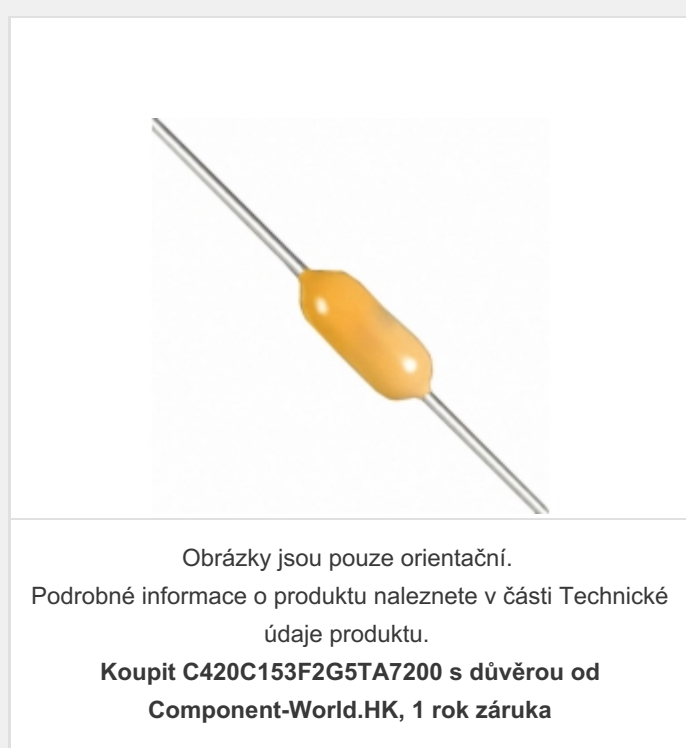 Obrázky jsou pouze orientační.
Podrobné informace o produktu naleznete v části Technické
údaje produktu.
Koupit C420C153F2G5TA7200 s důvěrou od
Component-World.HK, 1 rok záruka